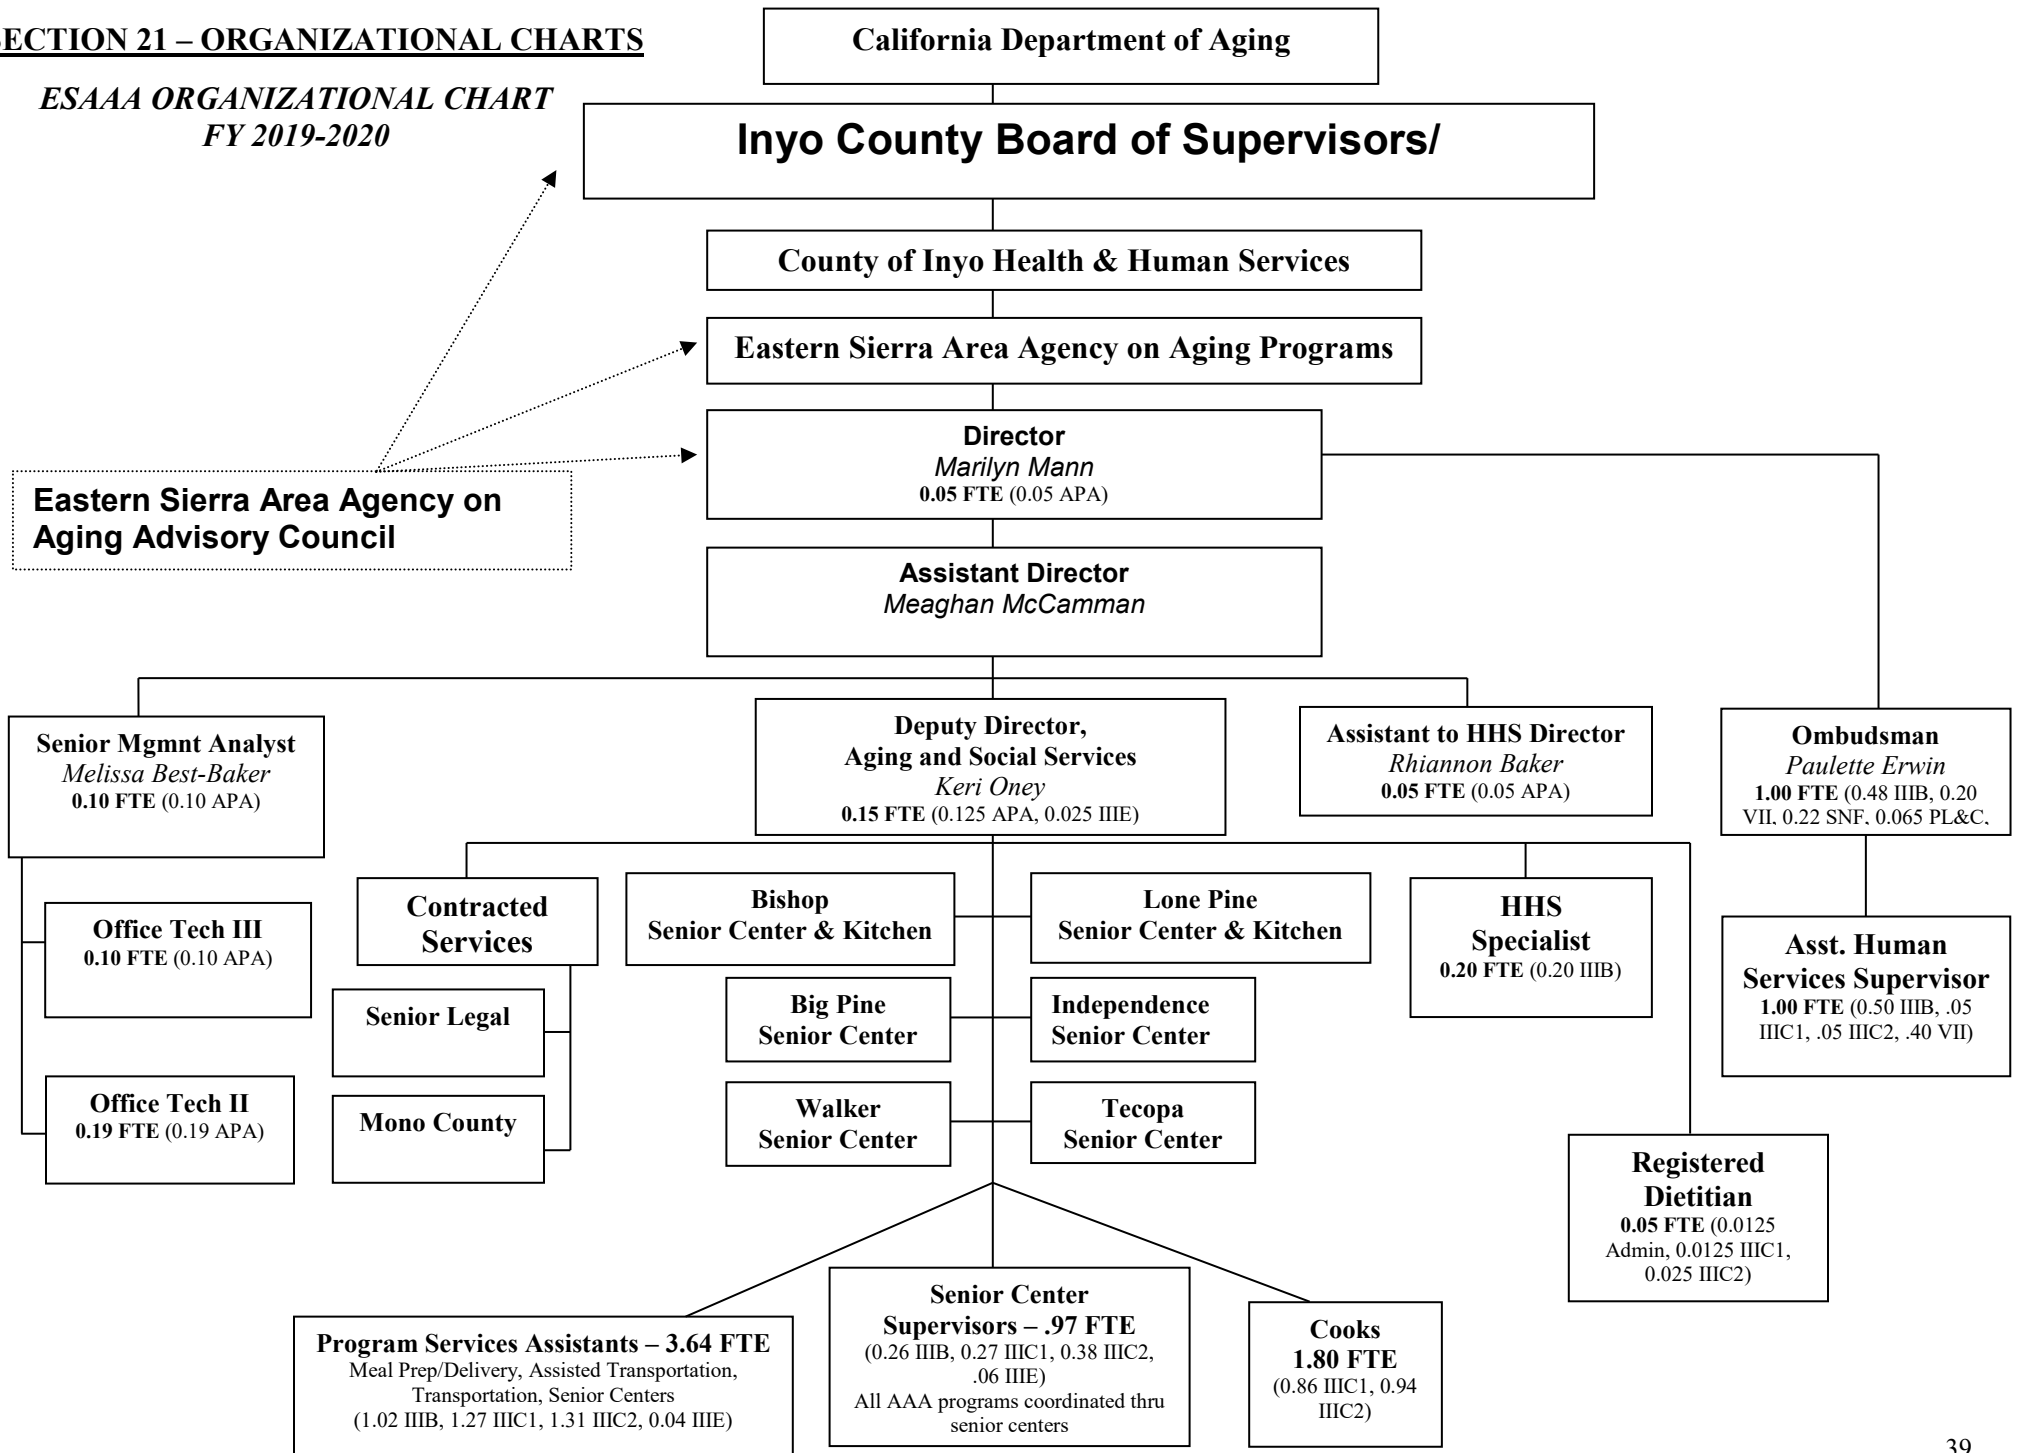 SECTION 21 – ORGANIZATIONAL CHARTS
ESAAA ORGANIZATIONAL CHART
FY 2019-2020
California Department of Aging
Inyo County Board of Supervisors/
County of Inyo Health & Human Services
Eastern Sierra Area Agency on Aging Programs
Director
Marilyn Mann
0.05 FTE (0.05 APA)
Eastern Sierra Area Agency on
Aging Advisory Council
Assistant Director
Meaghan McCamman
Senior Mgmnt Analyst
Melissa Best-Baker
0.10 FTE (0.10 APA)
Deputy Director,
Aging and Social Services
Keri Oney
0.15 FTE (0.125 APA, 0.025 IIIE)
Assistant to HHS Director
Rhiannon Baker
0.05 FTE (0.05 APA)
Ombudsman
Paulette Erwin
1.00 FTE (0.48 IIIB, 0.20
VII, 0.22 SNF, 0.065 PL&C,
Office Tech III
0.10 FTE (0.10 APA)
Office Tech II
0.19 FTE (0.19 APA)
Contracted
Services
Senior Legal
Mono County
Bishop
Senior Center & Kitchen
Lone Pine
Senior Center & Kitchen
Big Pine
Senior Center
Independence
Senior Center
Walker
Senior Center
Tecopa
Senior Center
HHS
Specialist
0.20 FTE (0.20 IIIB)
Asst. Human
Services Supervisor
1.00 FTE (0.50 IIIB, .05
IIIC1, .05 IIIC2, .40 VII)
Registered
Dietitian
0.05 FTE (0.0125
Admin, 0.0125 IIIC1,
0.025 IIIC2)
Program Services Assistants – 3.64 FTE
Meal Prep/Delivery, Assisted Transportation,
Transportation, Senior Centers
(1.02 IIIB, 1.27 IIIC1, 1.31 IIIC2, 0.04 IIIE)
Senior Center
Supervisors – .97 FTE
(0.26 IIIB, 0.27 IIIC1, 0.38 IIIC2,
.06 IIIE)
All AAA programs coordinated thru
senior centers
Cooks
1.80 FTE
(0.86 IIIC1, 0.94
IIIC2)
39